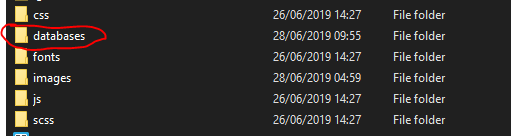 css 26/06/2019 14:27 File folder
databases 28/06/2019 09:55 File folder
fonts 26/06/2019 14:27 File folder
images 28/06/2019 04:59 File folder
js 26/06/2019 14:27 File folder
scss 26/06/2019 14:27 File folder